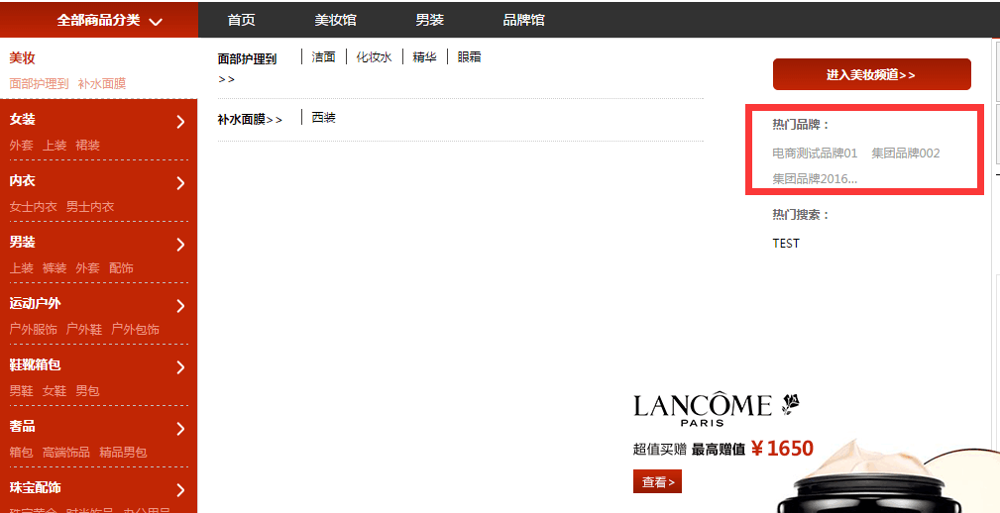 全部商品分类 首页 美妆馆 男装 品牌馆
美妆
面部护理到 补水面膜
女装
外套 上装 裙装
内衣
女士内衣 男士内衣
男装
上装 裤装 外套 配饰
运动户外
户外服饰 户外鞋 户外包饰
鞋靴箱包
男鞋 女鞋 男包
奢品
箱包 高端饰品 精品男包
珠宝配饰
面部护理到 洁面 化妆水 精华 眼霜
>>
补水面膜>> 西装
进入美妆频道>>
热门品牌：
电商测试品牌01 集团品牌002
集团品牌2016...
热门搜索：
TEST
LANCÔME
PARIS
超值买赠 最高赠值 ¥1650
查看>